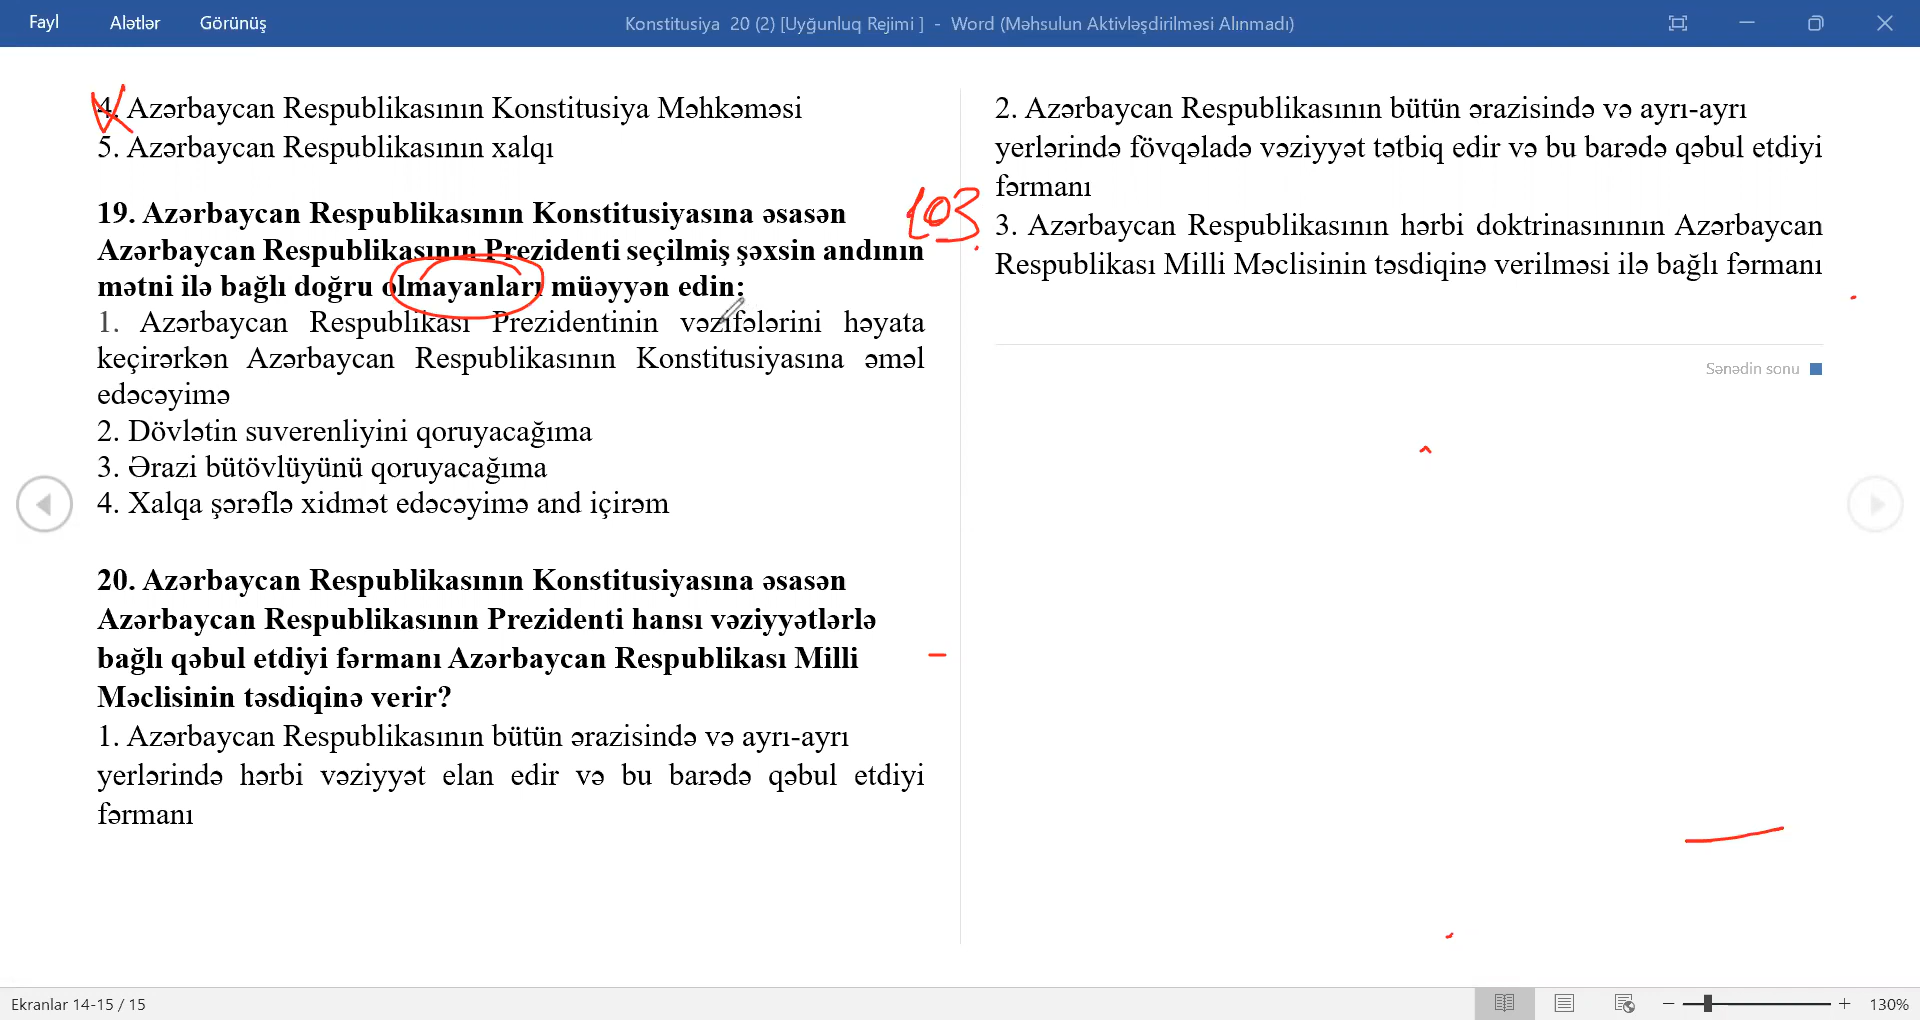 Fayl Alətlər Görünüş Konstitusiya 20 (2) [Uyğunluq Rejimi ] - Word (Məhsulun Aktivləşdirilməsi Alınmadı)
4. Azərbaycan Respublikasının Konstitusiya Məhkəməsi
5. Azərbaycan Respublikasının xalqı
19. Azərbaycan Respublikasının Konstitusiyasına əsasən
Azərbaycan Respublikasının Prezidenti seçilmiş şəxsin andının
mətni ilə bağlı doğru olmayanları müəyyən edin:
1. Azərbaycan Respublikası Prezidentinin vəzifələrini həyata
keçirərkən Azərbaycan Respublikasının Konstitusiyasına əməl
edəcəyimə
2. Dövlətin suverenliyini qoruyacağıma
3. Ərazi bütövlüyünü qoruyacağıma
4. Xalqa şərəflə xidmət edəcəyimə and içirəm
20. Azərbaycan Respublikasının Konstitusiyasına əsasən
Azərbaycan Respublikasının Prezidenti hansı vəziyyətlərlə
bağlı qəbul etdiyi fərmanı Azərbaycan Respublikası Milli
Məclisinin təsdiqinə verir?
1. Azərbaycan Respublikasının bütün ərazisində və ayrı-ayrı
yerlərində hərbi vəziyyət elan edir və bu barədə qəbul etdiyi
fərmanı
103
2. Azərbaycan Respublikasının bütün ərazisində və ayrı-ayrı
yerlərində fövqəladə vəziyyət tətbiq edir və bu barədə qəbul etdiyi
fərmanı
3. Azərbaycan Respublikasının hərbi doktrinasınının Azərbaycan
Respublikası Milli Məclisinin təsdiqinə verilməsi ilə bağlı fərmanı
Sənədin sonu
Ekranlar 14-15 / 15 130%